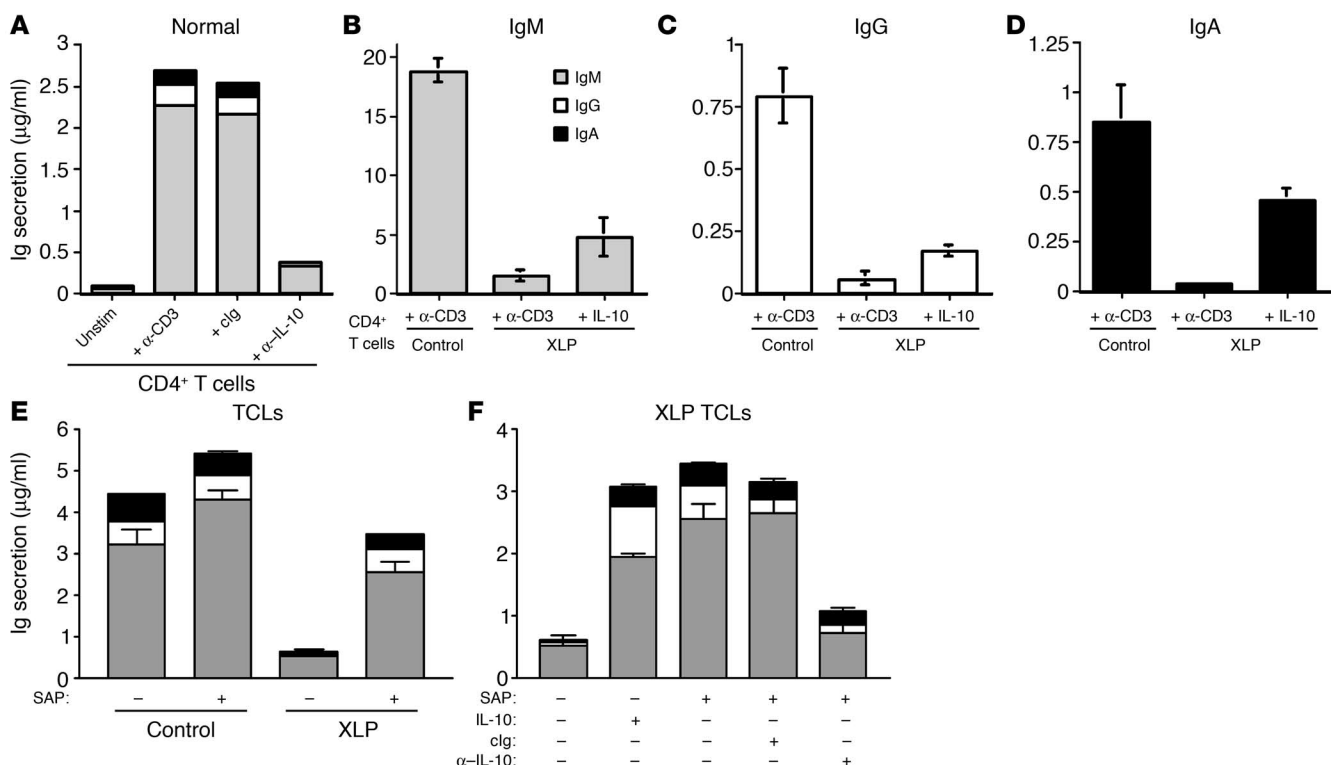 A
Normal
3
2.5
2
1.5
1
0.5
0
Ig secretion (μg/ml)
Unstim
+ α-CD3
+ cIg
+ α–IL-10
CD4⁺ T cells
B
IgM
20
15
10
5
0
IgM
IgG
IgA
CD4⁺
T cells
+ α-CD3 + α-CD3 + IL-10
Control XLP
C
IgG
1
0.75
0.5
0.25
0
+ α-CD3 + α-CD3 + IL-10
Control XLP
D
IgA
1.25
1
0.75
0.5
0.25
0
+ α-CD3 + α-CD3 + IL-10
Control XLP
E
TCLs
6
5
4
3
2
1
0
Ig secretion (μg/ml)
SAP: – + – +
Control XLP
F
XLP TCLs
4
3
2
1
0
SAP: – – + + +
IL-10: – + – – –
cIg: – – – + –
α–IL-10: – – – – +